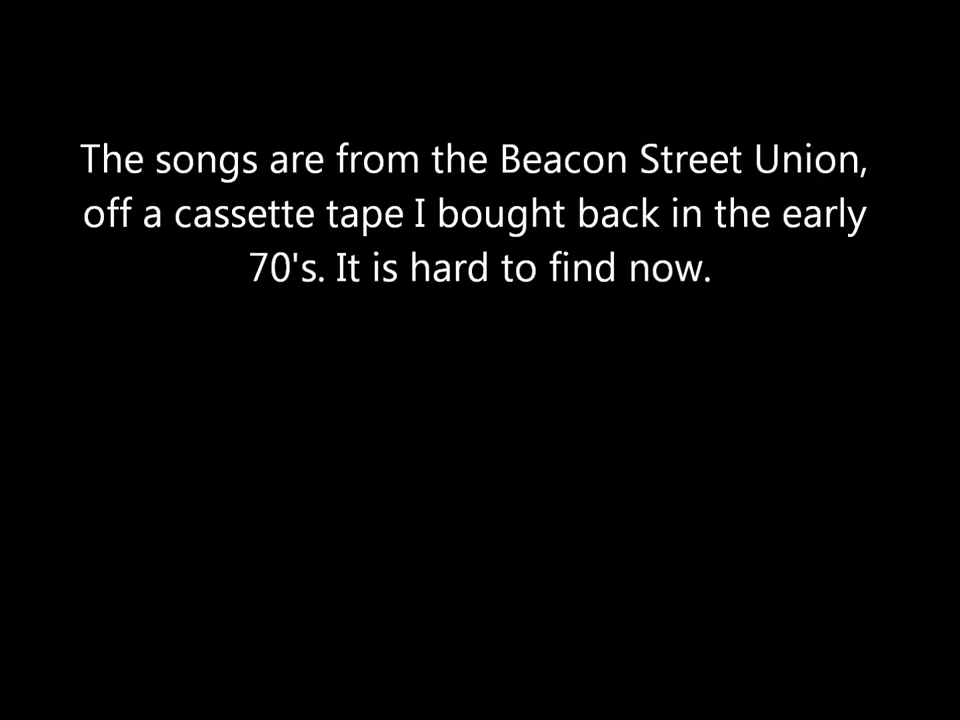 The songs are from the Beacon Street Union,
off a cassette tape I bought back in the early
70's. It is hard to find now.